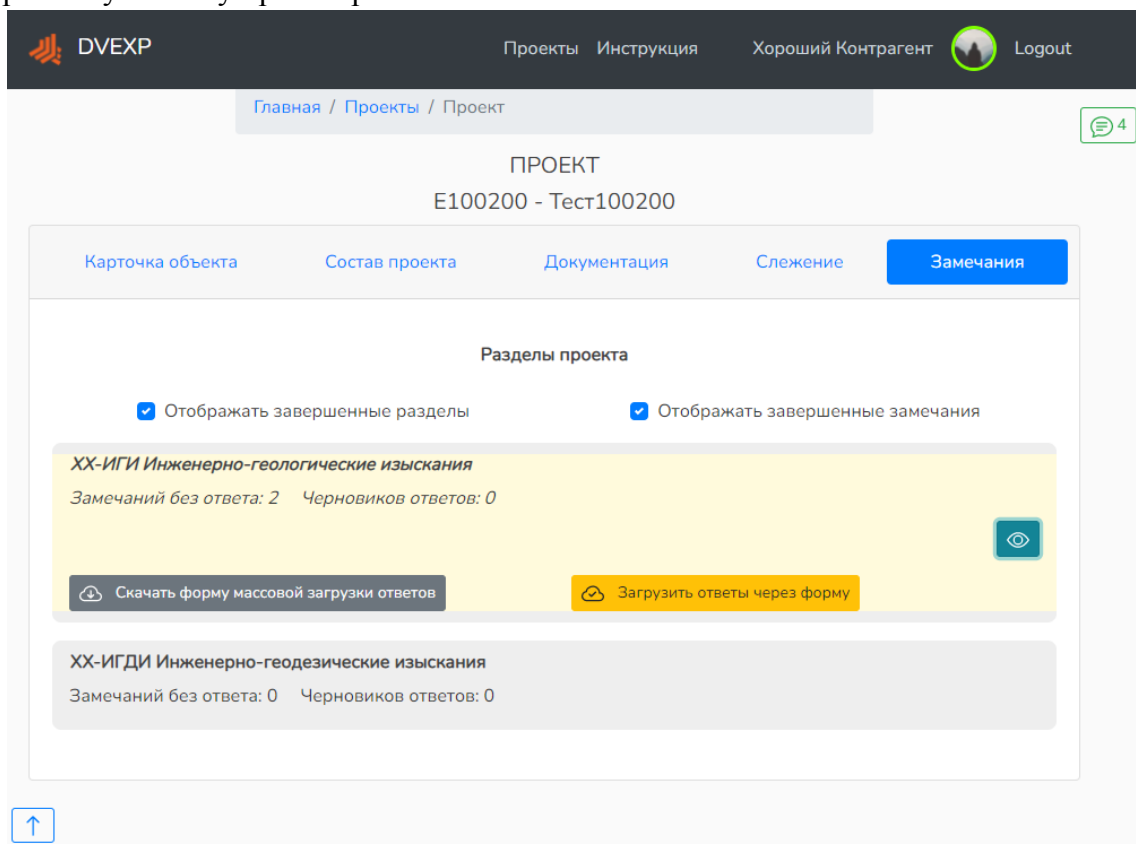 DVEXP Проекты Инструкция Хороший Контрагент Logout
Главная / Проекты / Проект
4
ПРОЕКТ
Е100200 - Тест100200
Карточка объекта Состав проекта Документация Слежение Замечания
Разделы проекта
Отображать завершенные разделы Отображать завершенные замечания
XX-ИГИ Инженерно-геологические изыскания
Замечаний без ответа: 2 Черновиков ответов: 0
Скачать форму массовой загрузки ответов Загрузить ответы через форму
XX-ИГДИ Инженерно-геодезические изыскания
Замечаний без ответа: 0 Черновиков ответов: 0